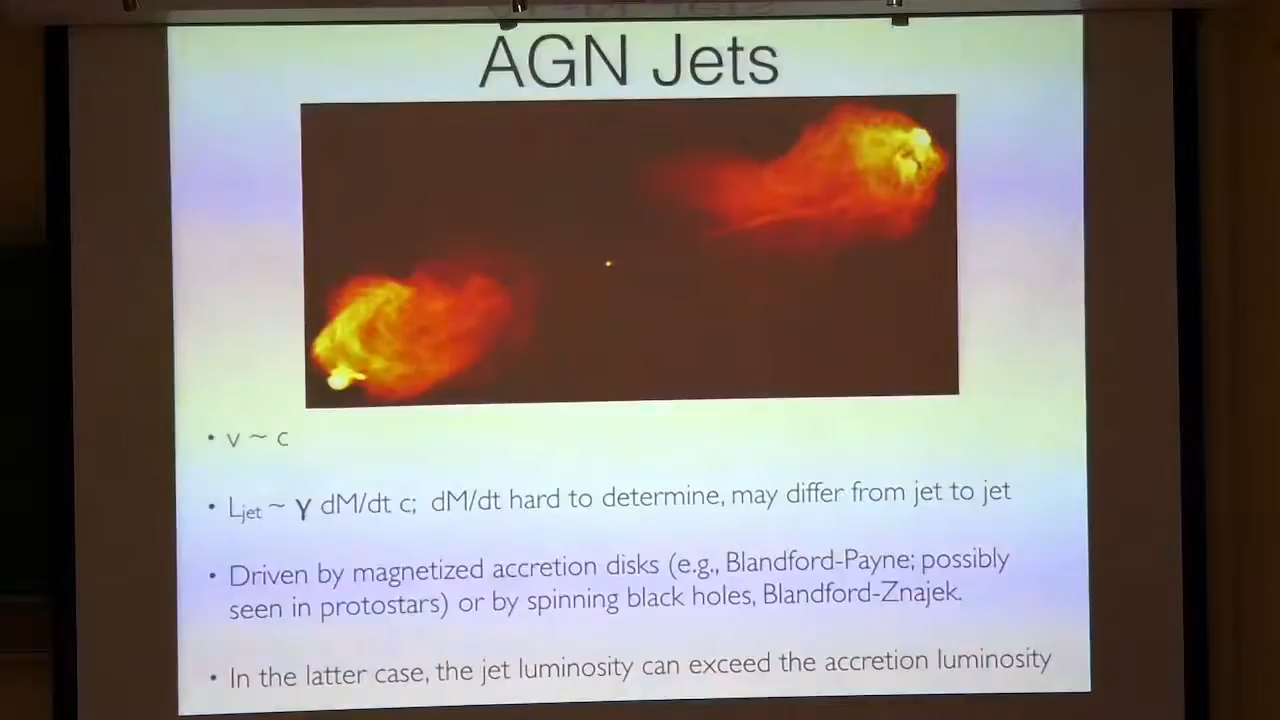 AGN Jets
• v ~ c
• Ljet ~ γ dM/dt c; dM/dt hard to determine, may differ from jet to jet
• Driven by magnetized accretion disks (e.g., Blandford-Payne; possibly
seen in protostars) or by spinning black holes, Blandford-Znajek.
• In the latter case, the jet luminosity can exceed the accretion luminosity